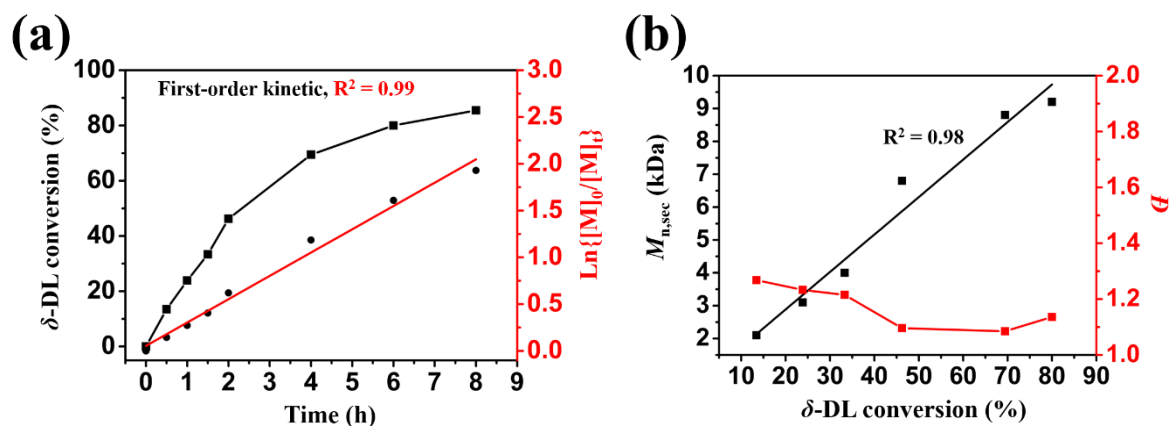 (a)
First-order kinetic, R² = 0.99
δ-DL conversion (%)
100
80
60
40
20
0
0 1 2 3 4 5 6 7 8 9
Time (h)
3.0
2.5
2.0
1.5
1.0
0.5
0.0
Ln{[M]₀/[M]ₜ}
(b)
R² = 0.98
Mn,sec (kDa)
10
9
8
7
6
5
4
3
2
10 20 30 40 50 60 70 80 90
δ-DL conversion (%)
2.0
1.8
1.6
1.4
1.2
1.0
Đ